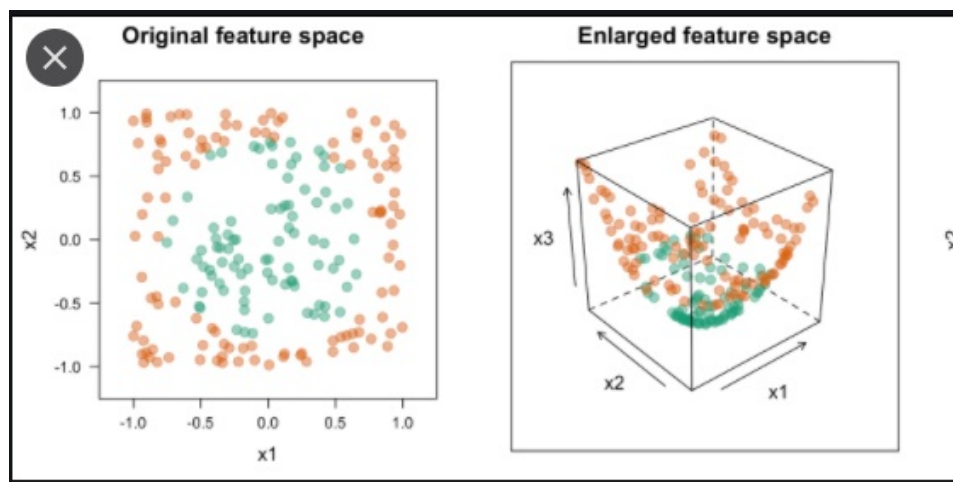 Original feature space
1.0
0.5
0.0
-0.5
-1.0
x2
-1.0 -0.5 0.0 0.5 1.0
x1
Enlarged feature space
x3
x2
x1